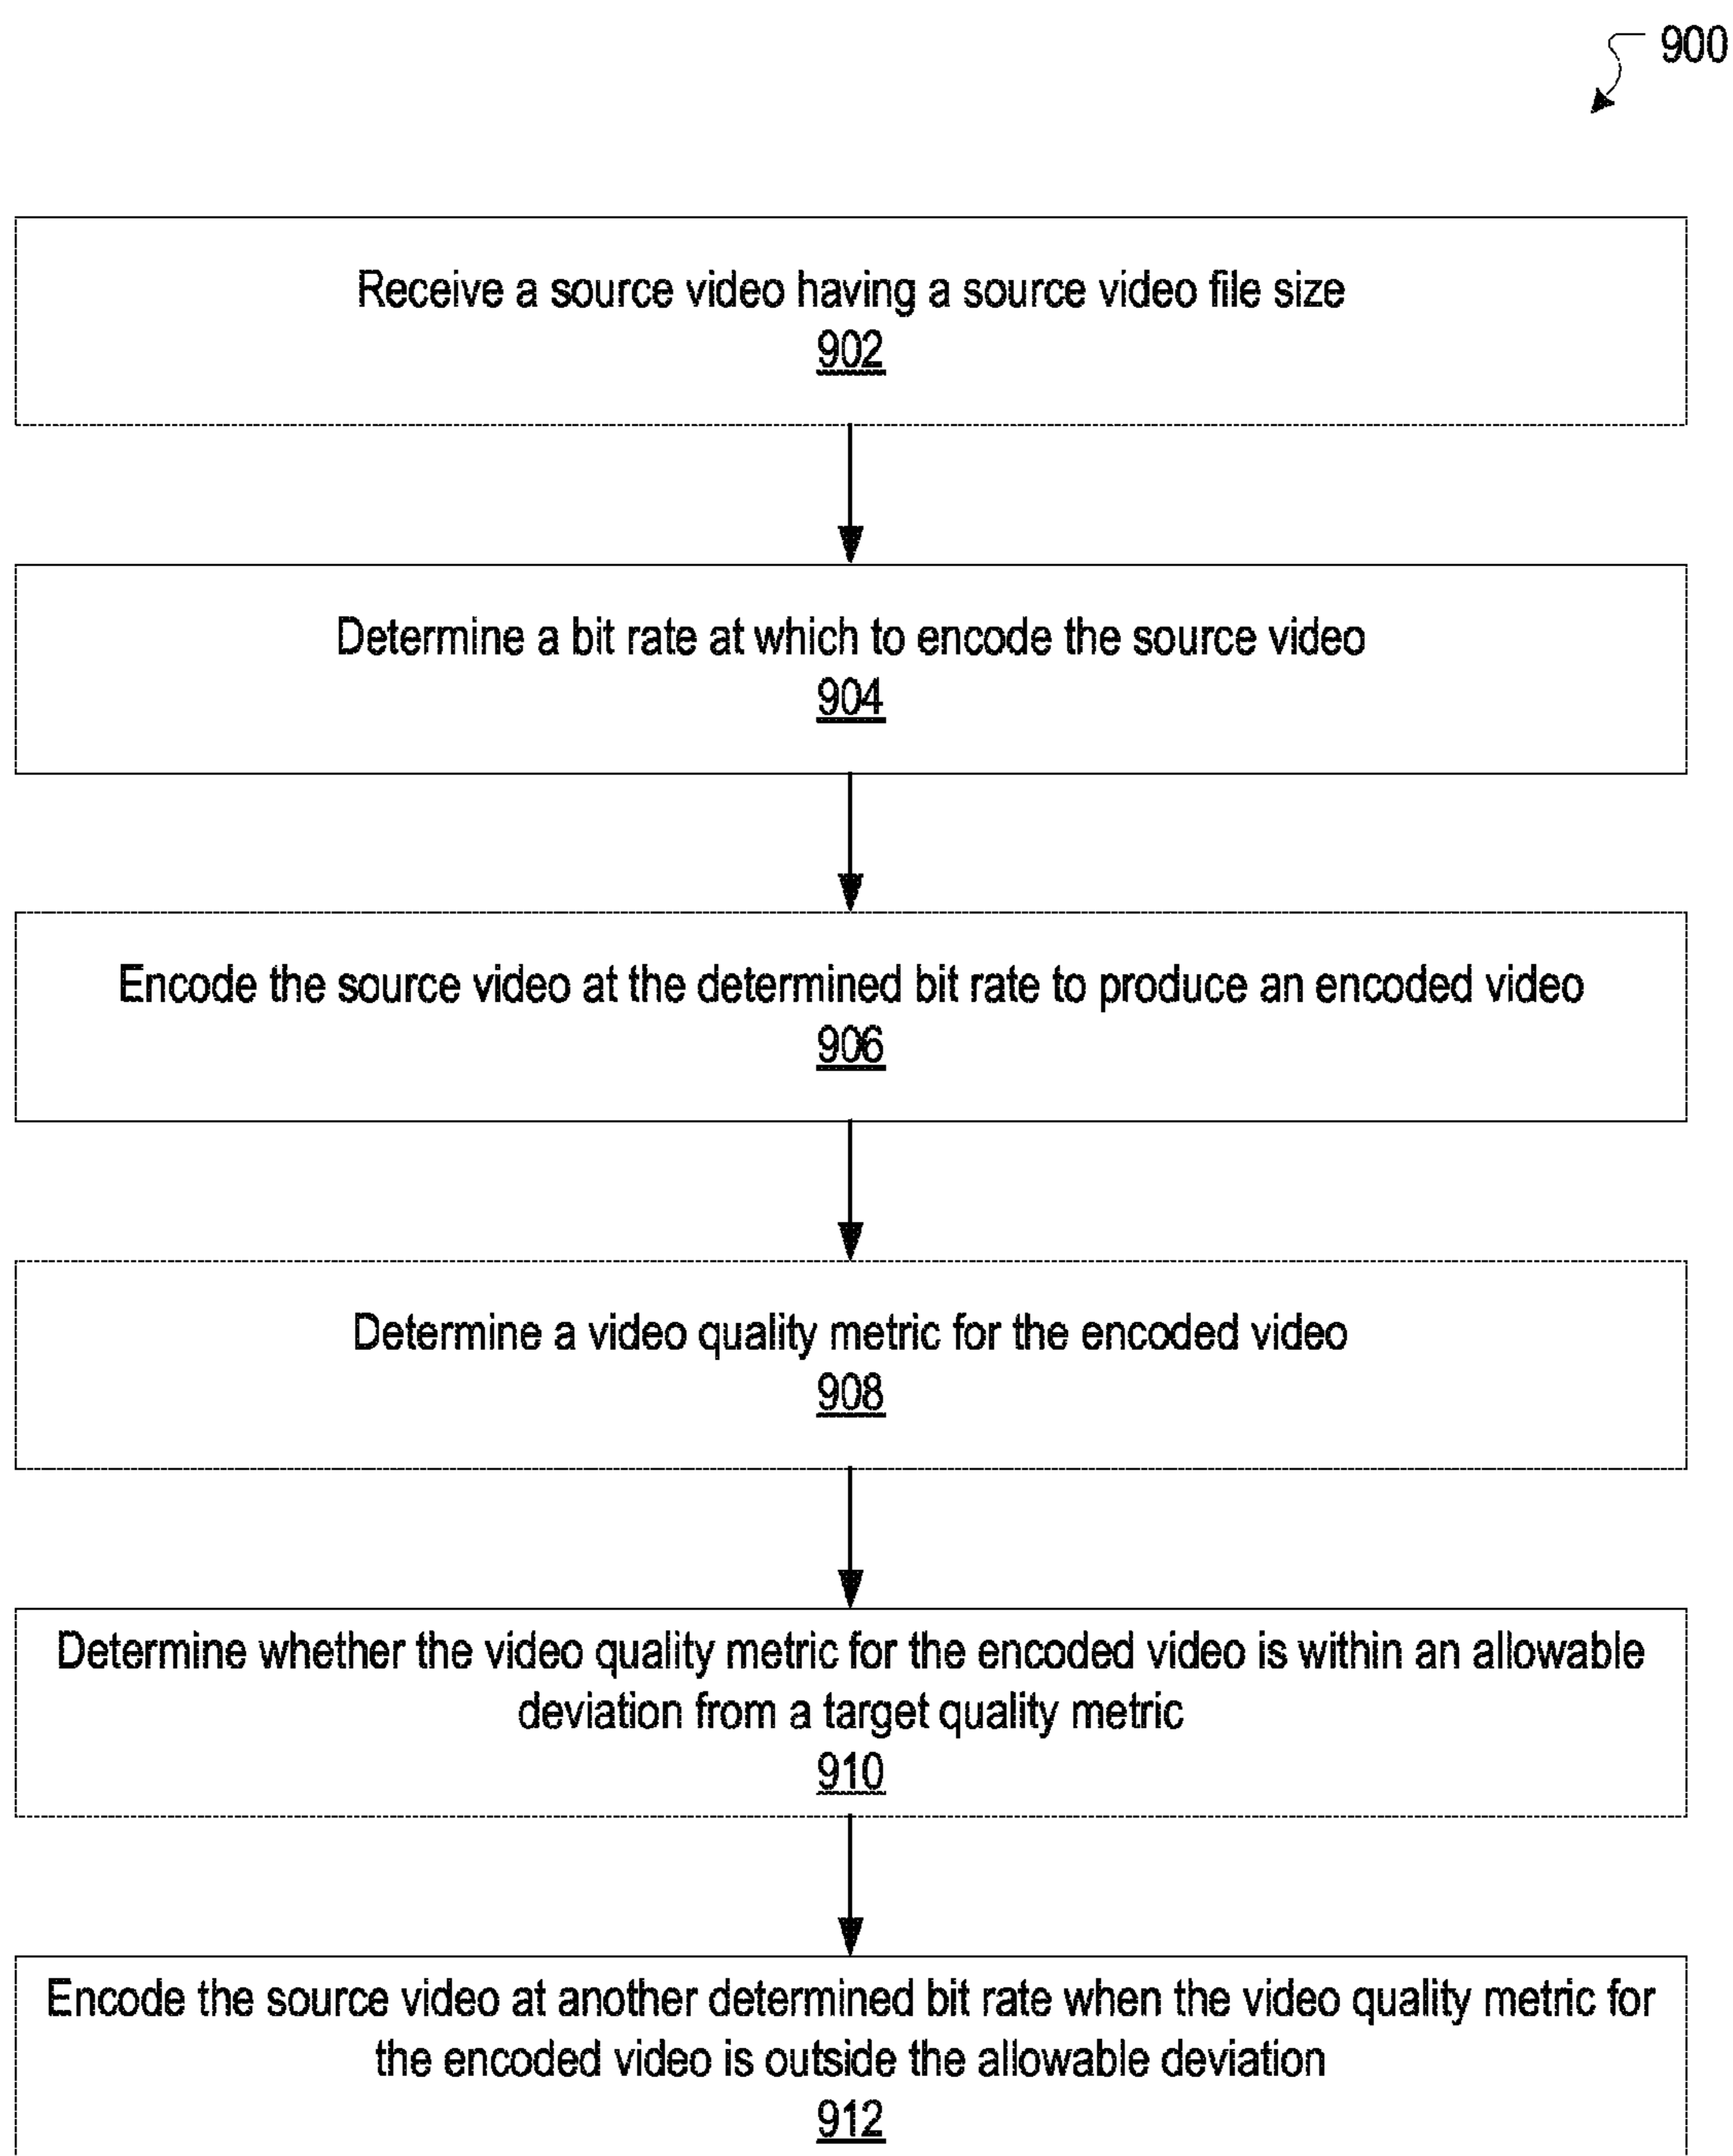 900
Receive a source video having a source video file size
902
Determine a bit rate at which to encode the source video
904
Encode the source video at the determined bit rate to produce an encoded video
906
Determine a video quality metric for the encoded video
908
Determine whether the video quality metric for the encoded video is within an allowable
deviation from a target quality metric
910
Encode the source video at another determined bit rate when the video quality metric for
the encoded video is outside the allowable deviation
912